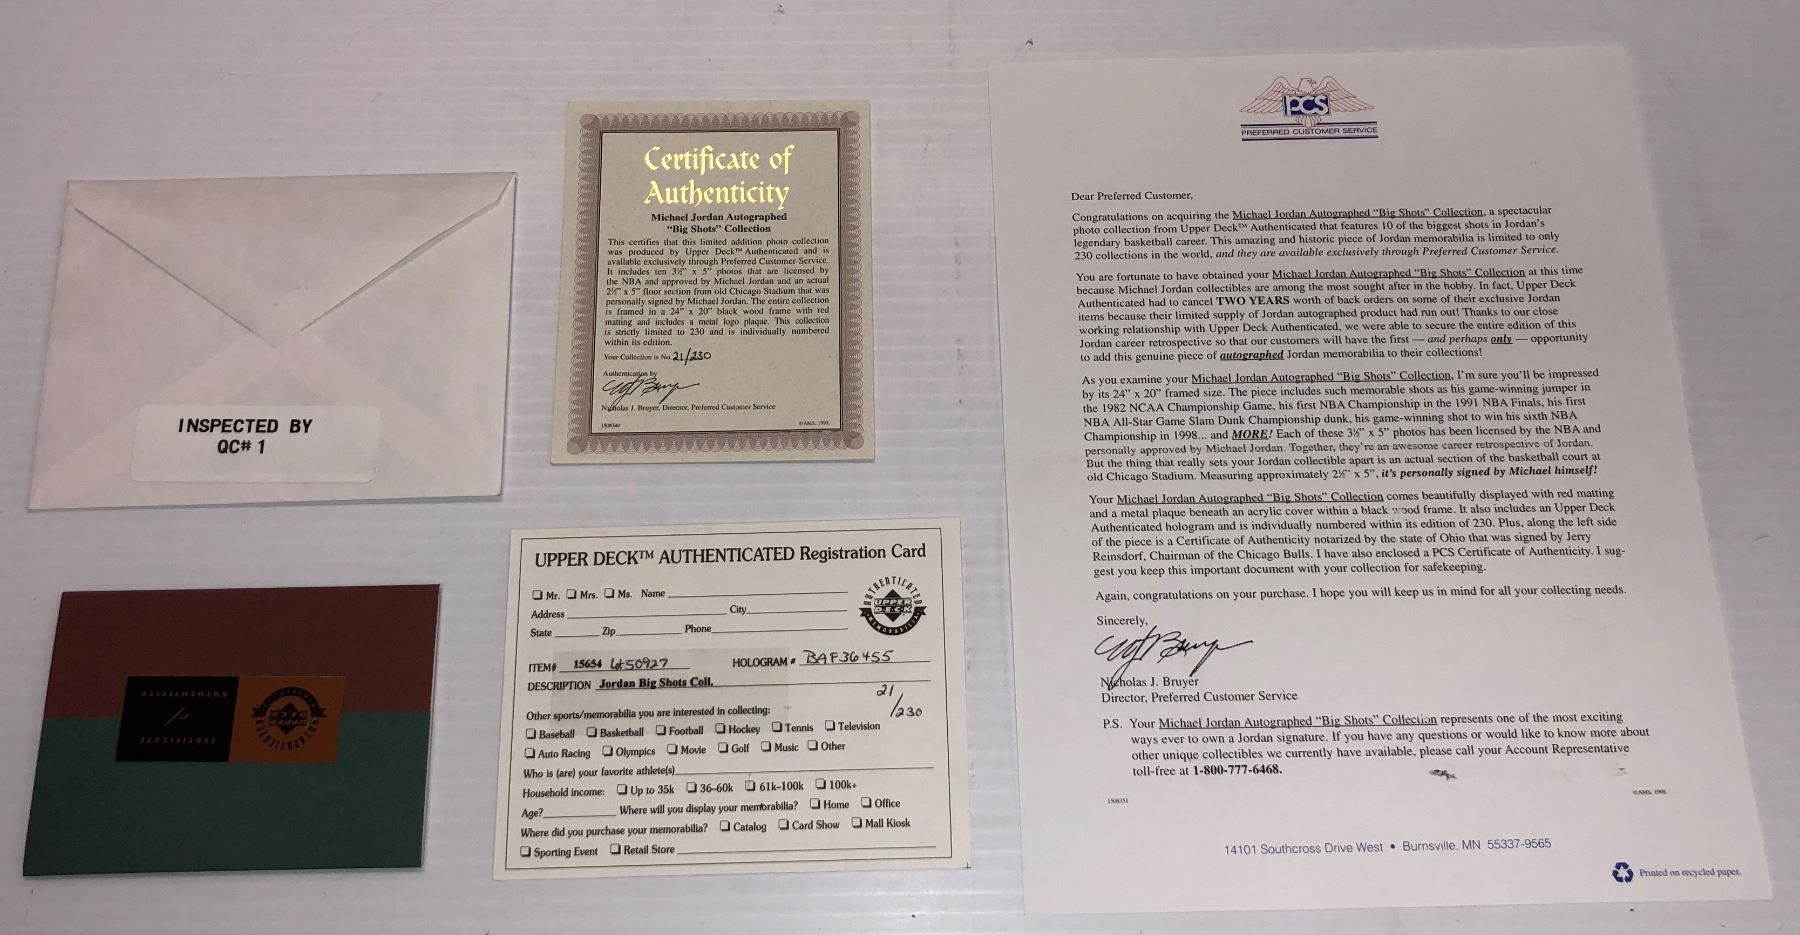 INSPECTED BY
QC# 1
Certificate of
Authenticity
Michael Jordan Autographed
"Big Shots" Collection
This certifies that this limited addition photo collection
was produced by Upper Deck™ Authenticated and is
available exclusively through Preferred Customer Service.
It includes ten 3½" x 5" photos that are licensed by
the NBA and approved by Michael Jordan and an actual
2½" x 5" floor section from old Chicago Stadium that was
personally signed by Michael Jordan. The entire collection
is framed in a 24" x 20" black wood frame with red
matting and includes a metal logo plaque. This collection
is strictly limited to 230 and is individually numbered
within its edition.
Your Collection is No. 21/230
Authentication by
Nicholas J. Bruyer, Director, Preferred Customer Service
©AMS, 1998.
AUTHENTICITY
CERTIFICATE
AUTHENTICATED
UPPER DECK
UPPER DECK™ AUTHENTICATED Registration Card
Mr. Mrs. Ms. Name
Address City
State Zip Phone
AUTHENTICATED
UPPER DECK
MEMORABILIA
ITEM# 15654 HOLOGRAM # BAF36455
DESCRIPTION Jordan Big Shots Coll.
21/230
Other sports/memorabilia you are interested in collecting:
Baseball Basketball Football Hockey Tennis Television
Auto Racing Olympics Movie Golf Music Other
Who is (are) your favorite athlete(s)
Household income: Up to 35k 36–60k 61k–100k 100k+
Age? Where will you display your memorabilia? Home Office
Where did you purchase your memorabilia? Catalog Card Show Mall Kiosk
Sporting Event Retail Store
PCS
PREFERRED CUSTOMER SERVICE
Dear Preferred Customer,
Congratulations on acquiring the Michael Jordan Autographed "Big Shots" Collection, a spectacular
photo collection from Upper Deck™ Authenticated that features 10 of the biggest shots in Jordan's
legendary basketball career. This amazing and historic piece of Jordan memorabilia is limited to only
230 collections in the world, and they are available exclusively through Preferred Customer Service.
You are fortunate to have obtained your Michael Jordan Autographed "Big Shots" Collection at this time
because Michael Jordan collectibles are among the most sought after in the hobby. In fact, Upper Deck
Authenticated had to cancel TWO YEARS worth of back orders on some of their exclusive Jordan
items because their limited supply of Jordan autographed product had run out! Thanks to our close
working relationship with Upper Deck Authenticated, we were able to secure the entire edition of this
Jordan career retrospective so that our customers will have the first — and perhaps only — opportunity
to add this genuine piece of autographed Jordan memorabilia to their collections!
As you examine your Michael Jordan Autographed "Big Shots" Collection, I'm sure you'll be impressed
by its 24" x 20" framed size. The piece includes such memorable shots as his game-winning jumper in
the 1982 NCAA Championship Game, his first NBA Championship in the 1991 NBA Finals, his first
NBA All-Star Game Slam Dunk Championship dunk, his game-winning shot to win his sixth NBA
Championship in 1998... and MORE! Each of these 3½" x 5" photos has been licensed by the NBA and
personally approved by Michael Jordan. Together, they're an awesome career retrospective of Jordan.
But the thing that really sets your Jordan collectible apart is an actual section of the basketball court at
old Chicago Stadium. Measuring approximately 2½" x 5", it's personally signed by Michael himself!
Your Michael Jordan Autographed "Big Shots" Collection comes beautifully displayed with red matting
and a metal plaque beneath an acrylic cover within a black wood frame. It also includes an Upper Deck
Authenticated hologram and is individually numbered within its edition of 230. Plus, along the left side
of the piece is a Certificate of Authenticity notarized by the state of Ohio that was signed by Jerry
Reinsdorf, Chairman of the Chicago Bulls. I have also enclosed a PCS Certificate of Authenticity. I sug-
gest you keep this important document with your collection for safekeeping.
Again, congratulations on your purchase. I hope you will keep us in mind for all your collecting needs.
Sincerely,
Nicholas J. Bruyer
Director, Preferred Customer Service
P.S. Your Michael Jordan Autographed "Big Shots" Collection represents one of the most exciting
ways ever to own a Jordan signature. If you have any questions or would like to know more about
other unique collectibles we currently have available, please call your Account Representative
toll-free at 1-800-777-6468.
©AMS, 1998.
14101 Southcross Drive West • Burnsville, MN 55337-9565
Printed on recycled paper.